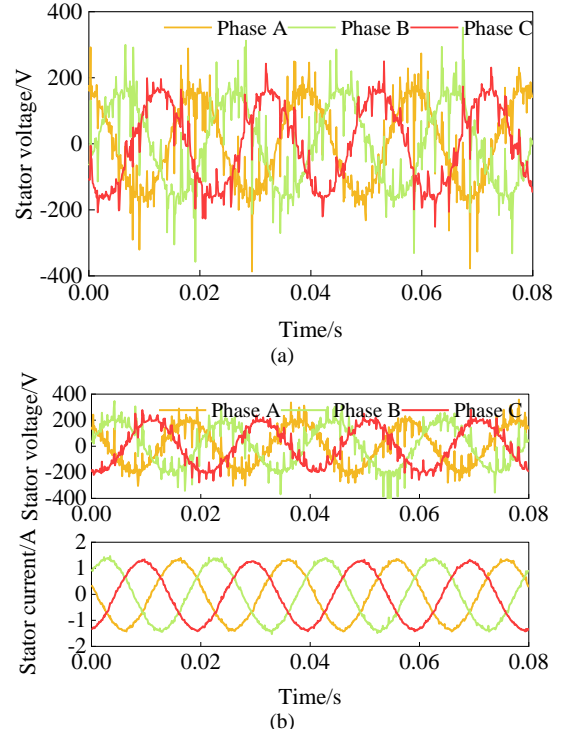 400
Phase A Phase B Phase C
200
Stator voltage/V
0
-200
-400
0.00 0.02 0.04 0.06 0.08
Time/s
(a)
400
Phase A Phase B Phase C
200
Stator voltage/V
0
-200
-400
0.00 0.02 0.04 0.06 0.08
2
1
Stator current/A
0
-1
-2
0.00 0.02 0.04 0.06 0.08
Time/s
(b)